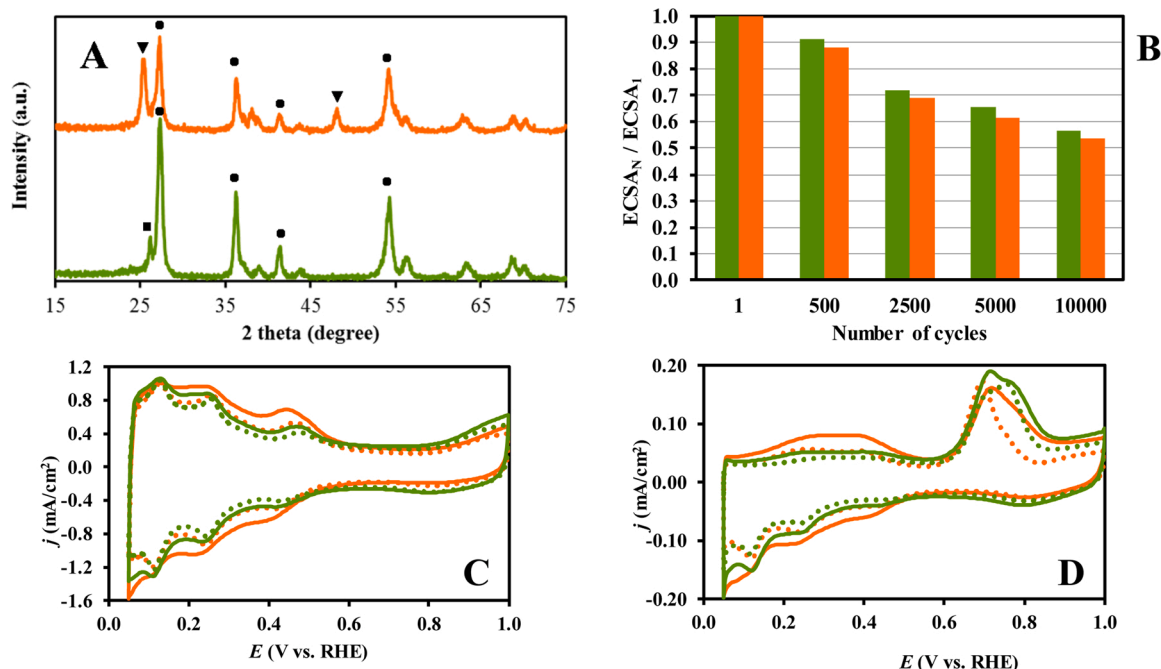 A
Intensity (a.u.)
15 25 35 45 55 65 75
2 theta (degree)
B
ECSA_N / ECSA_1
1.0
0.9
0.8
0.7
0.6
0.5
0.4
0.3
0.2
0.1
0.0
1 500 2500 5000 10000
Number of cycles
j (mA/cm²)
1.2
0.8
0.4
0.0
-0.4
-0.8
-1.2
-1.6
C
0.0 0.2 0.4 0.6 0.8 1.0
E (V vs. RHE)
j (mA/cm²)
0.20
0.10
0.00
-0.10
-0.20
D
0.0 0.2 0.4 0.6 0.8 1.0
E (V vs. RHE)